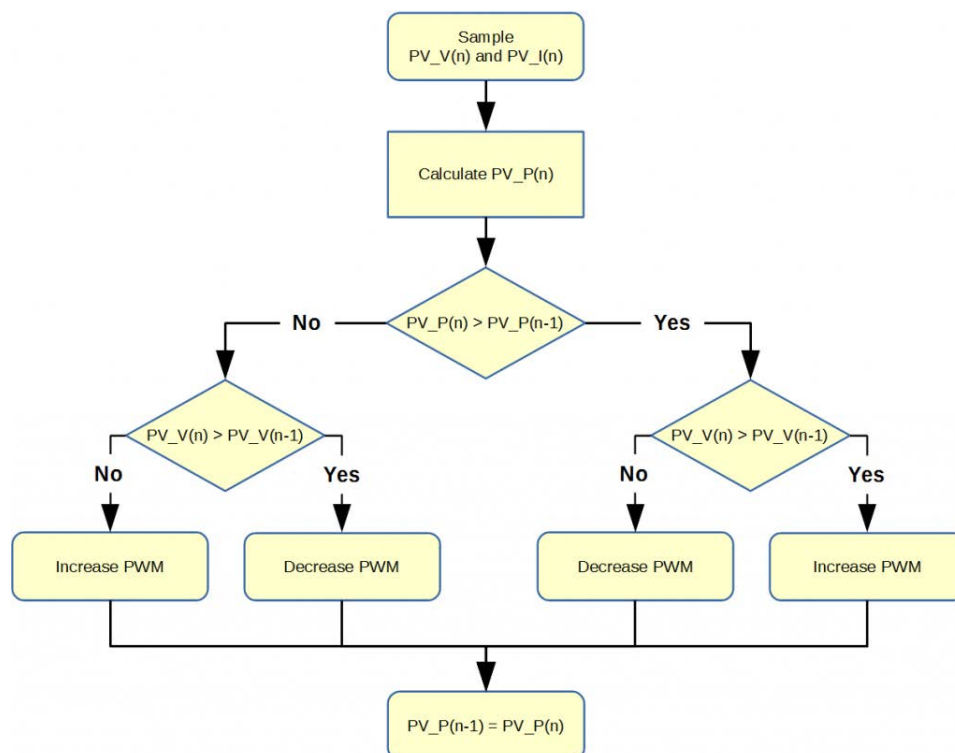 Sample
PV_V(n) and PV_I(n)
Calculate PV_P(n)
PV_P(n) > PV_P(n-1)
No
Yes
PV_V(n) > PV_V(n-1)
PV_V(n) > PV_V(n-1)
No
Yes
No
Yes
Increase PWM
Decrease PWM
Decrease PWM
Increase PWM
PV_P(n-1) = PV_P(n)